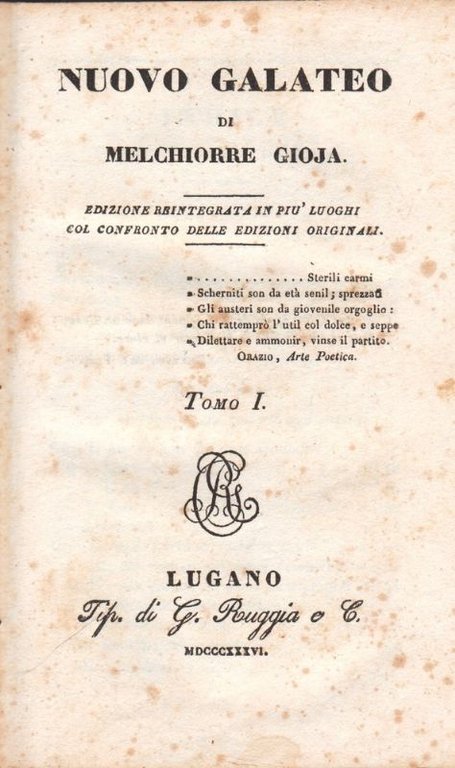 NUOVO GALATEO
DI
MELCHIORRE GIOJA.
EDIZIONE REINTEGRATA IN PIU' LUOGHI
COL CONFRONTO DELLE EDIZIONI ORIGINALI.
» . . . . . . . . . . . . . . Sterili carmi
» Scherniti son da età senil; sprezzati
» Gli austeri son da giovenile orgoglio:
» Chi rattemprò l'util col dolce, e seppe
» Dilettare e ammonir, vinse il partito.
ORAZIO, Arte Poetica.
TOMO I.
LUGANO
Tip. di G. Ruggia e C.
MDCCCXXXVI.